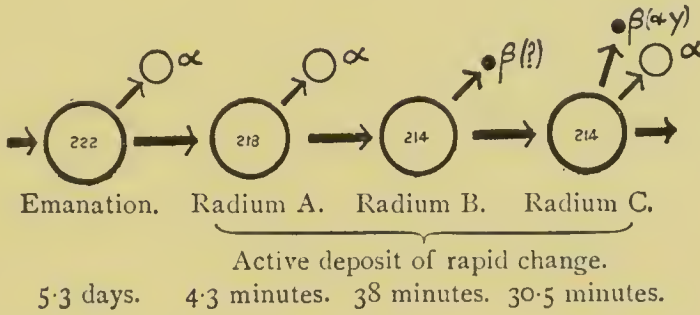 β(α γ)
α α β(?) α
222 218 214 214
Emanation. Radium A. Radium B. Radium C.
Active deposit of rapid change.
5·3 days. 4·3 minutes. 38 minutes. 30·5 minutes.